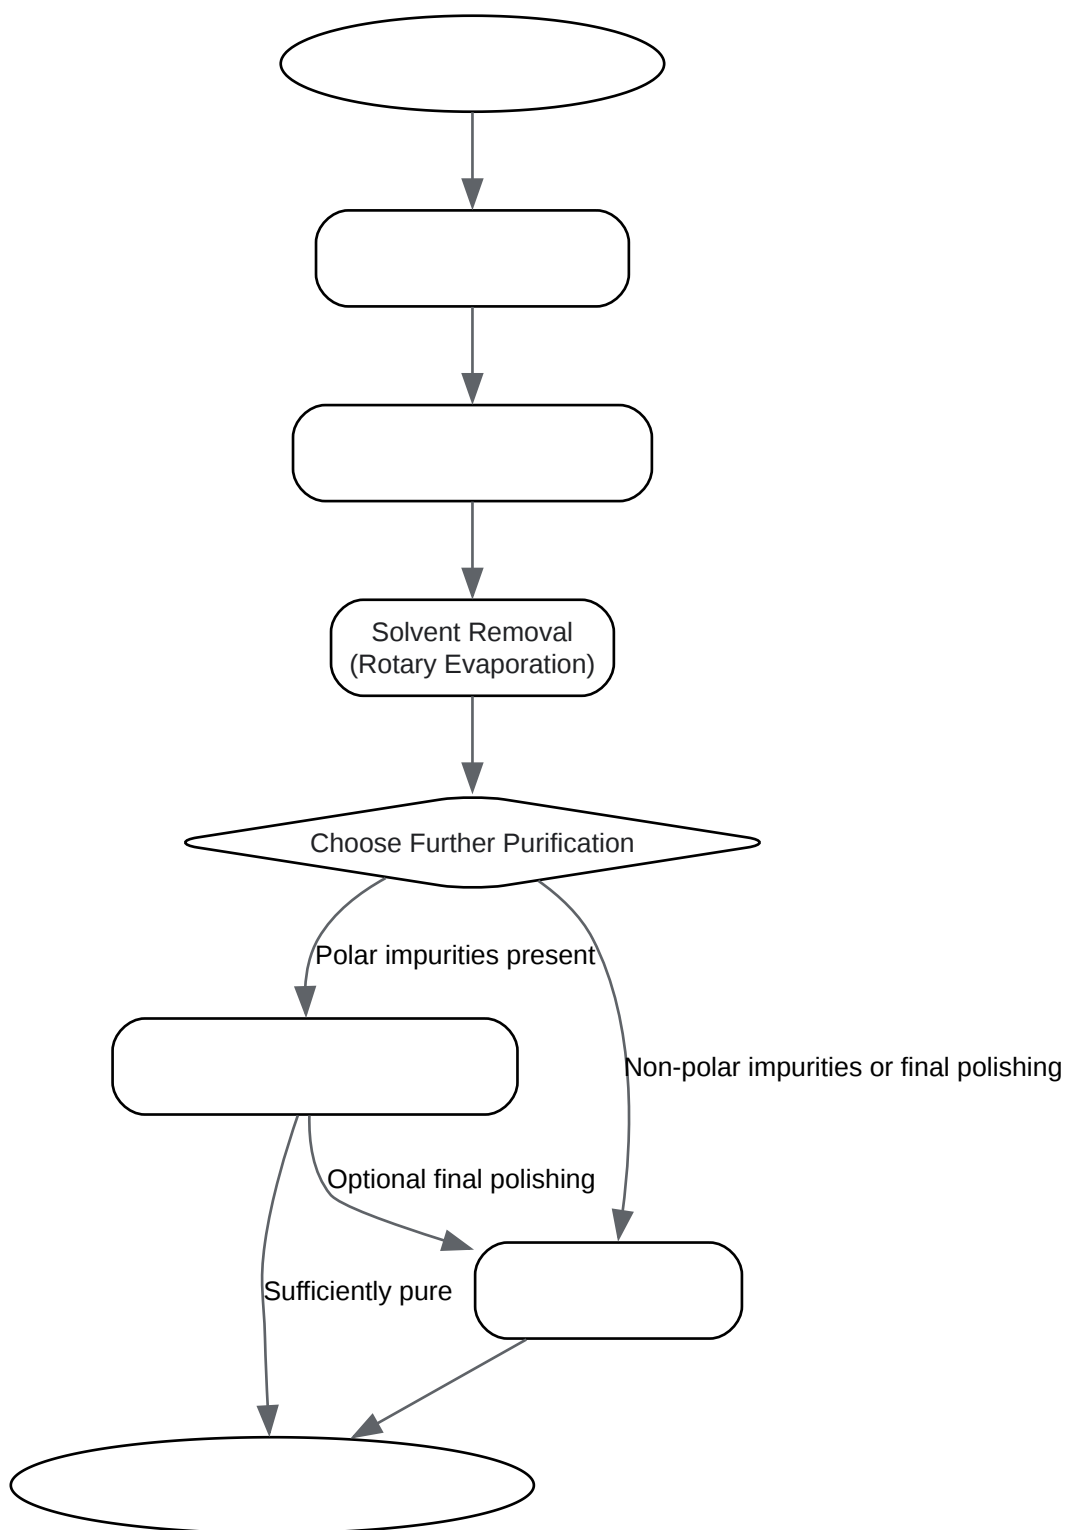 Solvent Removal
(Rotary Evaporation)
Choose Further Purification
Polar impurities present
Non-polar impurities or final polishing
Optional final polishing
Sufficiently pure